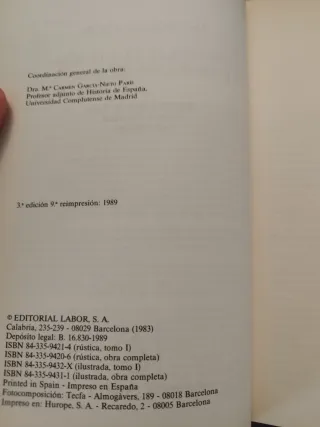 Coordinación general de la obra:
Dra. M.ª CARMEN GARCÍA-NIETO PARÍS
Profesor adjunto de Historia de España,
Universidad Complutense de Madrid
3.ª edición 9.ª reimpresión: 1989
© EDITORIAL LABOR, S. A.
Calabria, 235-239 - 08029 Barcelona (1983)
Depósito legal: B. 16.830-1989
ISBN 84-335-9421-4 (rústica, tomo I)
ISBN 84-335-9420-6 (rústica, obra completa)
ISBN 84-335-9432-X (ilustrada, tomo I)
ISBN 84-335-9431-1 (ilustrada, obra completa)
Printed in Spain - Impreso en España
Fotocomposición: Tecfa - Almogávers, 189 - 08018 Barcelona
Impreso en: Hurope, S. A. - Recaredo, 2 - 08005 Barcelona